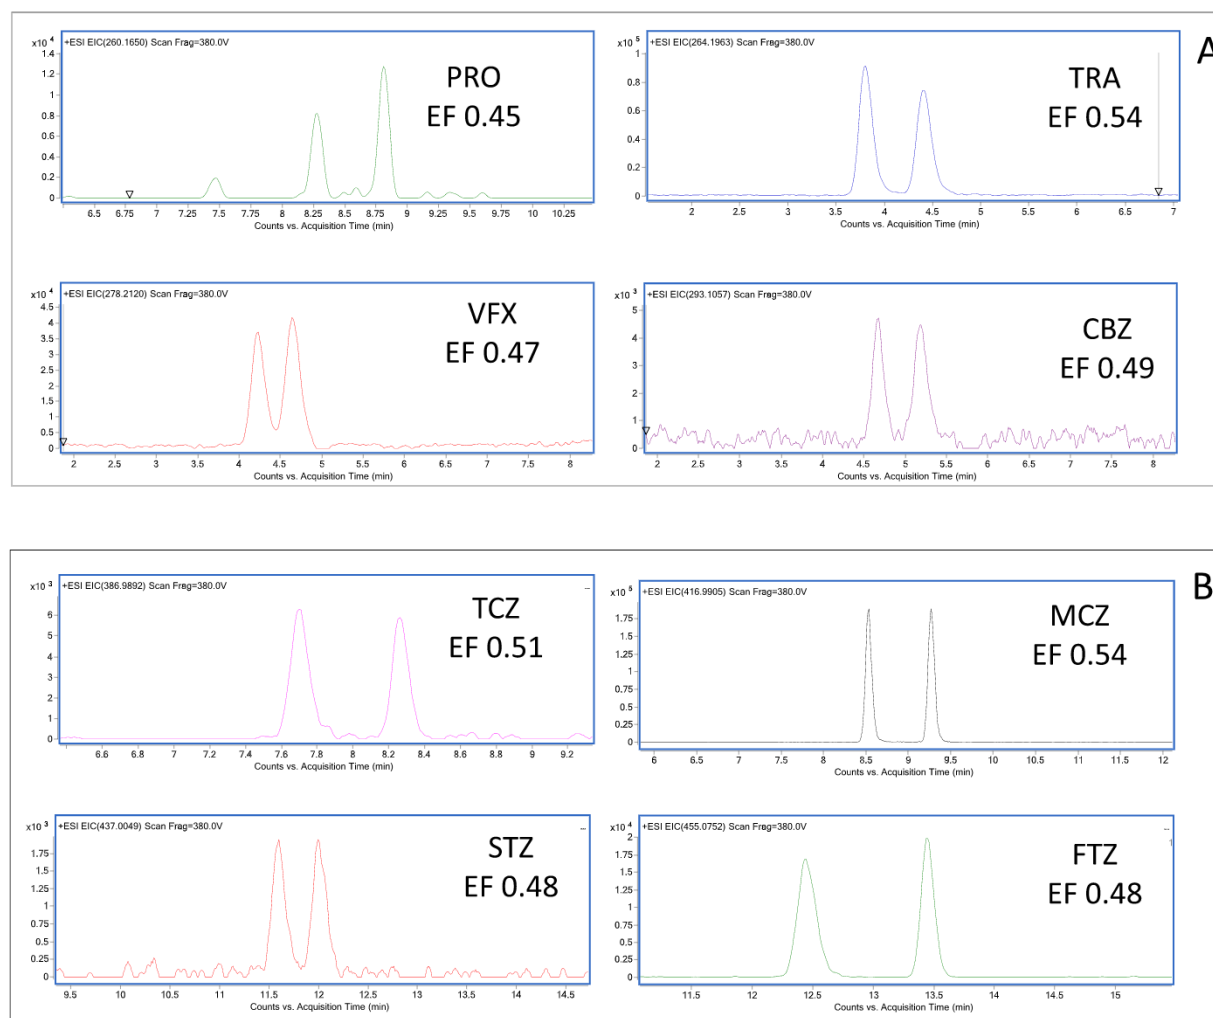 A
x10 4
+ESI EIC(260.1650) Scan Frag=380.0V
PRO
EF 0.45
1.4
1.2
1
0.8
0.6
0.4
0.2
0
6.5 6.75 7 7.25 7.5 7.75 8 8.25 8.5 8.75 9 9.25 9.5 9.75 10 10.25
Counts vs. Acquisition Time (min)
x10 5
+ESI EIC(264.1963) Scan Frag=380.0V
TRA
EF 0.54
1
0.8
0.6
0.4
0.2
0
2 2.5 3 3.5 4 4.5 5 5.5 6 6.5 7
Counts vs. Acquisition Time (min)
x10 4
+ESI EIC(278.2120) Scan Frag=380.0V
VFX
EF 0.47
4.5
4
3.5
3
2.5
2
1.5
1
0.5
0
2 2.5 3 3.5 4 4.5 5 5.5 6 6.5 7 7.5 8
Counts vs. Acquisition Time (min)
x10 3
+ESI EIC(293.1057) Scan Frag=380.0V
CBZ
EF 0.49
5
4
3
2
1
0
2 2.5 3 3.5 4 4.5 5 5.5 6 6.5 7 7.5 8
Counts vs. Acquisition Time (min)
B
x10 3
+ESI EIC(386.9892) Scan Frag=380.0V
...
TCZ
EF 0.51
6
5
4
3
2
1
0
6.6 6.8 7 7.2 7.4 7.6 7.8 8 8.2 8.4 8.6 8.8 9 9.2
Counts vs. Acquisition Time (min)
x10 5
+ESI EIC(416.9905) Scan Frag=380.0V
MCZ
EF 0.54
1.75
1.5
1.25
1
0.75
0.5
0.25
0
6 6.5 7 7.5 8 8.5 9 9.5 10 10.5 11 11.5 12
Counts vs. Acquisition Time (min)
x10 3
+ESI EIC(437.0049) Scan Frag=380.0V
...
STZ
EF 0.48
1.75
1.5
1.25
1
0.75
0.5
0.25
0
9.5 10 10.5 11 11.5 12 12.5 13 13.5 14 14.5
Counts vs. Acquisition Time (min)
x10 4
+ESI EIC(455.0752) Scan Frag=380.0V
...
1
FTZ
EF 0.48
2
1.75
1.5
1.25
1
0.75
0.5
0.25
0
11.5 12 12.5 13 13.5 14 14.5 15
Counts vs. Acquisition Time (min)